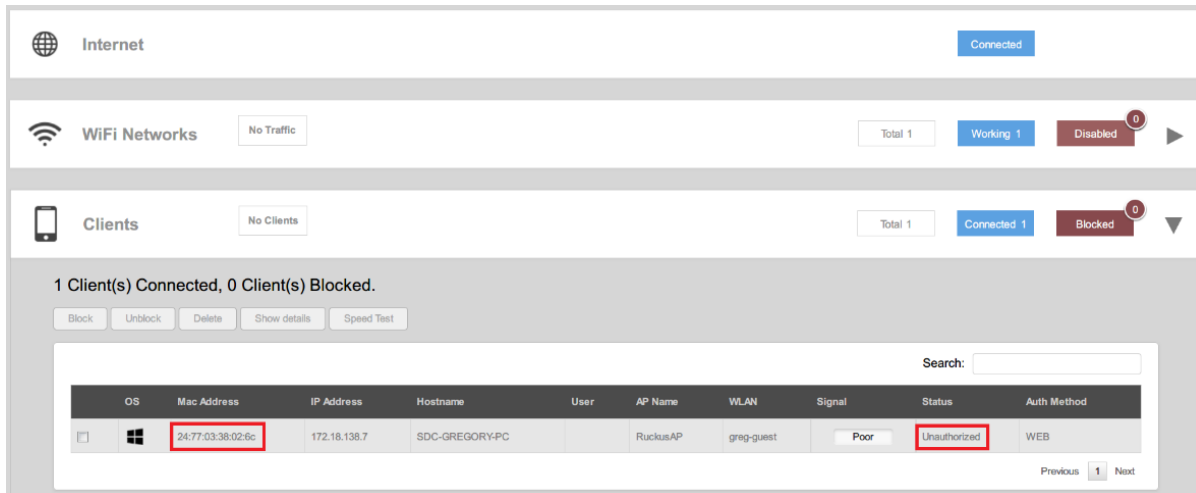 Internet
Connected
WiFi Networks
No Traffic
Total 1
Working 1
Disabled
0
Clients
No Clients
Total 1
Connected 1
Blocked
0
1 Client(s) Connected, 0 Client(s) Blocked.
Block Unblock Delete Show details Speed Test
Search:
OS Mac Address IP Address Hostname User AP Name WLAN Signal Status Auth Method
24:77:03:38:02:6c 172.18.138.7 SDC-GREGORY-PC RuckusAP greg-guest Poor Unauthorized WEB
Previous 1 Next